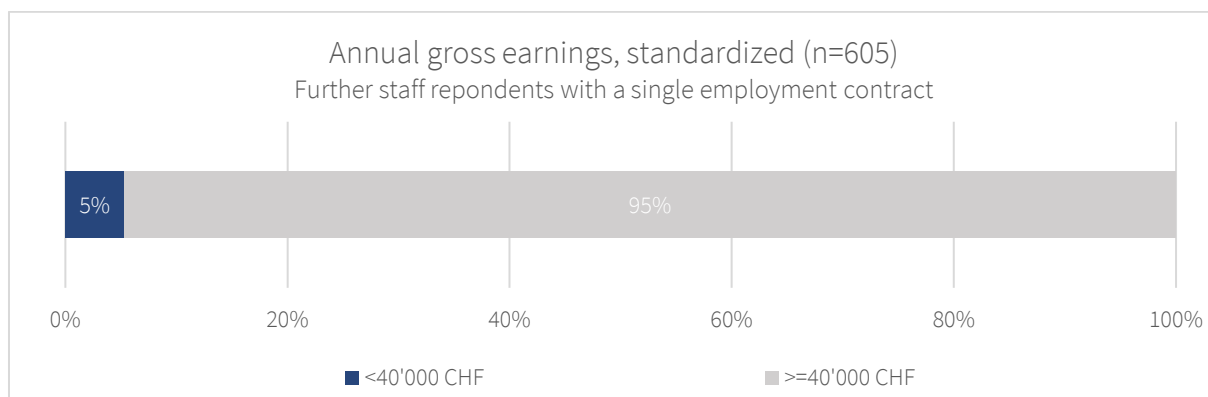 Annual gross earnings, standardized (n=605)
Further staff repondents with a single employment contract
5% 95%
0% 20% 40% 60% 80% 100%
<40'000 CHF >=40'000 CHF